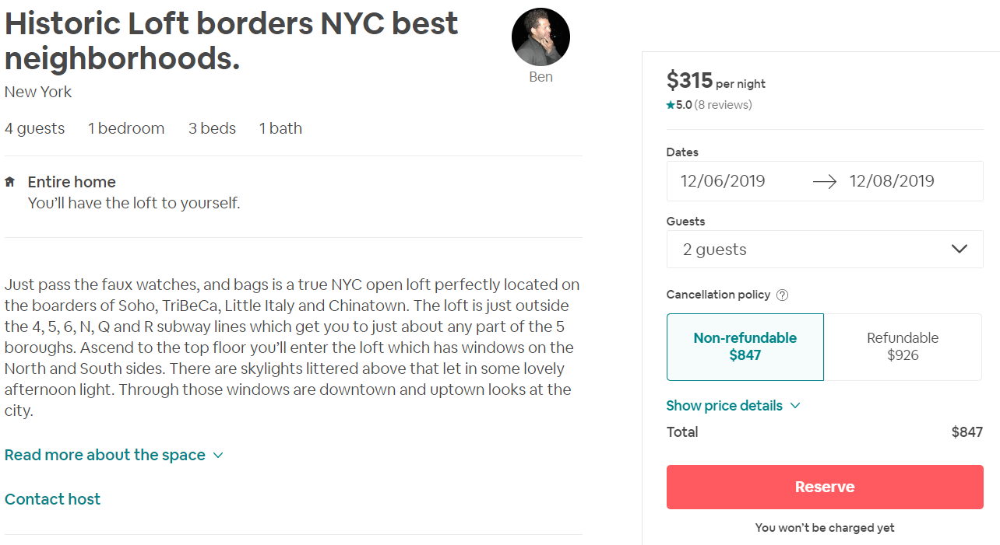 Historic Loft borders NYC best
neighborhoods.
Ben
New York
4 guests 1 bedroom 3 beds 1 bath
Entire home
You’ll have the loft to yourself.
Just pass the faux watches, and bags is a true NYC open loft perfectly located on
the boarders of Soho, TriBeCa, Little Italy and Chinatown. The loft is just outside
the 4, 5, 6, N, Q and R subway lines which get you to just about any part of the 5
boroughs. Ascend to the top floor you’ll enter the loft which has windows on the
North and South sides. There are skylights littered above that let in some lovely
afternoon light. Through those windows are downtown and uptown looks at the
city.
Read more about the space
Contact host
$315 per night
★5.0 (8 reviews)
Dates
12/06/2019 → 12/08/2019
Guests
2 guests
Cancellation policy ?
Non-refundable
$847
Refundable
$926
Show price details
Total $847
Reserve
You won’t be charged yet